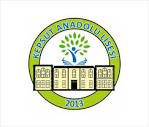 KEPSUT ANADOLU LİSESİ
2013